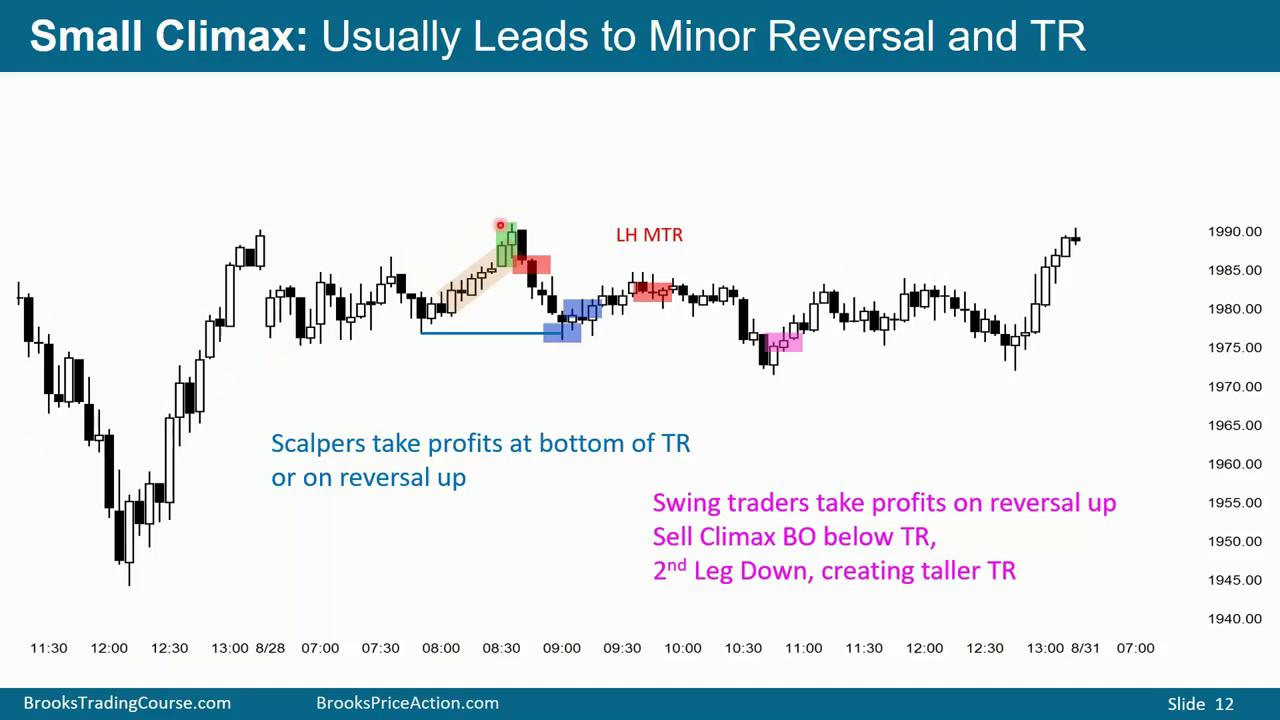 Small Climax: Usually Leads to Minor Reversal and TR
LH MTR
1990.00
1985.00
1980.00
1975.00
1970.00
1965.00
1960.00
1955.00
1950.00
1945.00
1940.00
Scalpers take profits at bottom of TR
or on reversal up
Swing traders take profits on reversal up
Sell Climax BO below TR,
2nd Leg Down, creating taller TR
11:30 12:00 12:30 13:00 8/28 07:00 07:30 08:00 08:30 09:00 09:30 10:00 10:30 11:00 11:30 12:00 12:30 13:00 8/31 07:00
BrooksTradingCourse.com BrooksPriceAction.com Slide 12